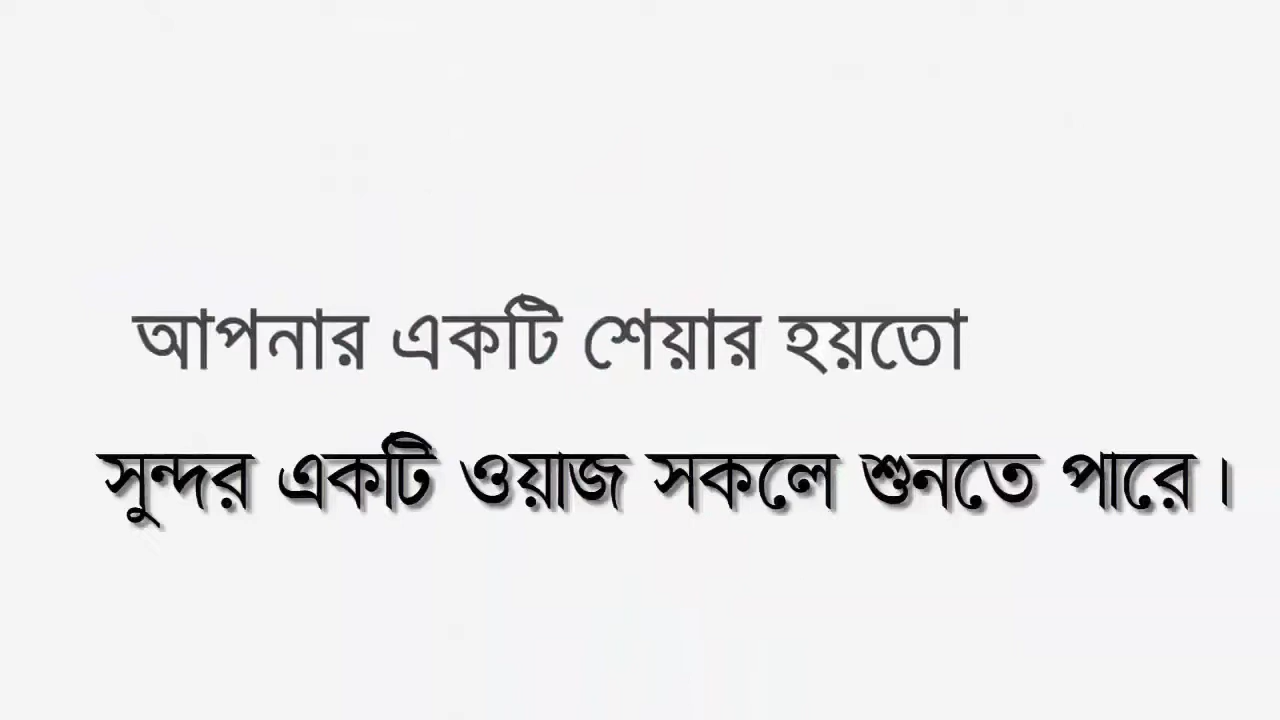 আপনার একটি শেয়ার হয়তো
সুন্দর একটি ওয়াজ সকলে শুনতে পারে।